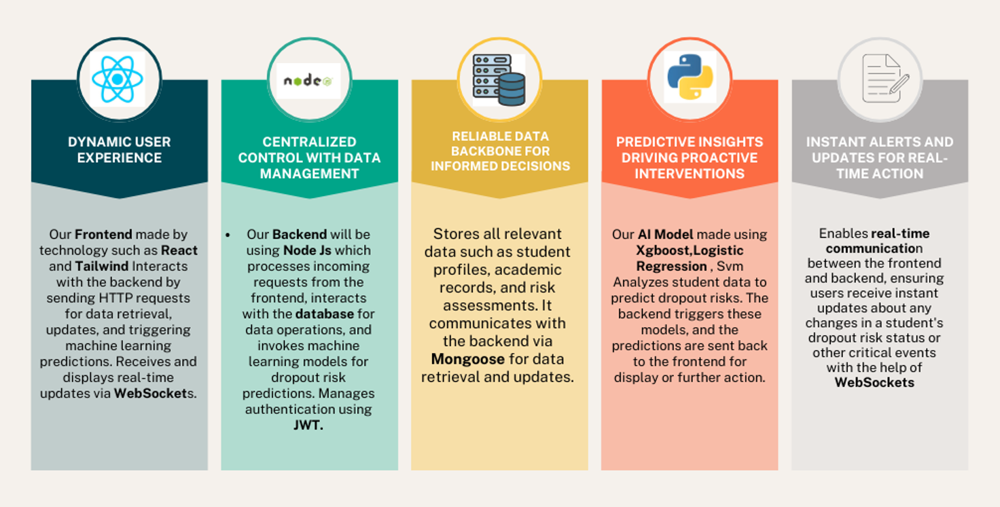 node
DYNAMIC USER
EXPERIENCE
Our Frontend made by
technology such as React
and Tailwind Interacts
with the backend by
sending HTTP requests
for data retrieval,
updates, and triggering
machine learning
predictions. Receives and
displays real-time
updates via WebSockets.
CENTRALIZED
CONTROL WITH DATA
MANAGEMENT
• Our Backend will be
using Node Js which
processes incoming
requests from the
frontend, interacts
with the database for
data operations, and
invokes machine
learning models for
dropout risk
predictions. Manages
authentication using
JWT.
RELIABLE DATA
BACKBONE FOR
INFORMED DECISIONS
Stores all relevant
data such as student
profiles, academic
records, and risk
assessments. It
communicates with
the backend via
Mongoose for data
retrieval and updates.
PREDICTIVE INSIGHTS
DRIVING PROACTIVE
INTERVENTIONS
Our AI Model made using
Xgboost,Logistic
Regression , Svm
Analyzes student data to
predict dropout risks. The
backend triggers these
models, and the
predictions are sent back
to the frontend for
display or further action.
INSTANT ALERTS AND
UPDATES FOR REAL-
TIME ACTION
Enables real-time
communication
between the frontend
and backend, ensuring
users receive instant
updates about any
changes in a student's
dropout risk status or
other critical events
with the help of
WebSockets